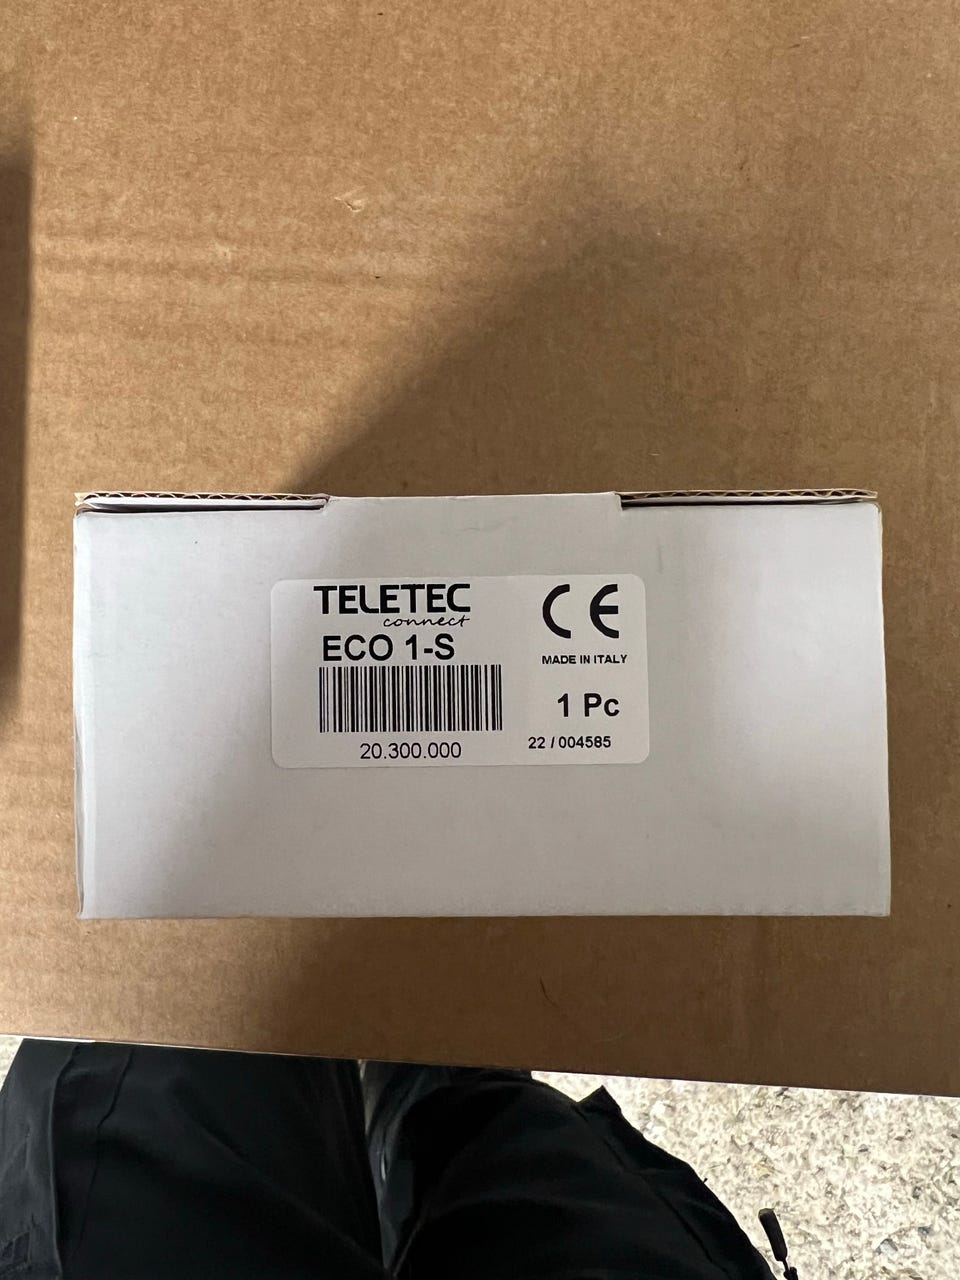 TELETEC
connect
CE
ECO 1-S
MADE IN ITALY
1 Pc
20.300.000
22 / 004585